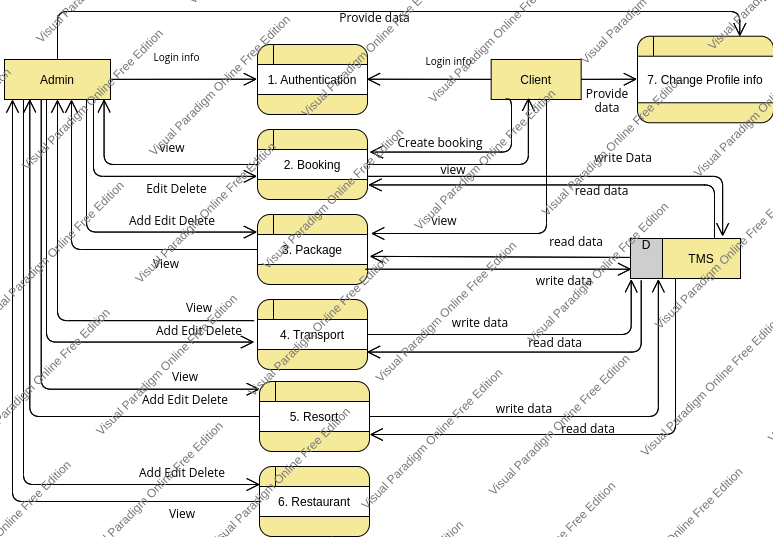 Provide data
Login info
Login info
Admin
1. Authentication
Client
7. Change Profile info
Provide
data
view
Create booking
2. Booking
view
write Data
read data
Edit Delete
Add Edit Delete
view
3. Package
View
read data
write data
D
TMS
View
Add Edit Delete
4. Transport
write data
read data
View
Add Edit Delete
5. Resort
write data
read data
Add Edit Delete
6. Restaurant
View
Visual Paradigm Online Free Edition